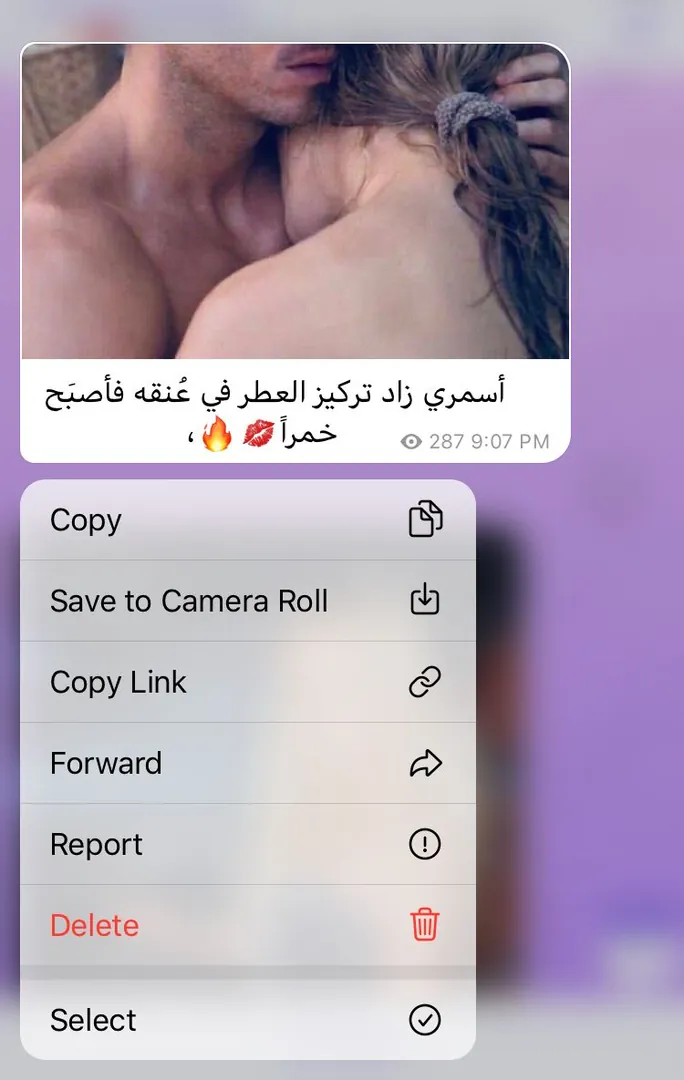 أسمري زاد تركيز العطر في عُنقه فأصبَح
خمراً💋🔥،
287 9:07 PM
Copy
Save to Camera Roll
Copy Link
Forward
Report
Delete
Select